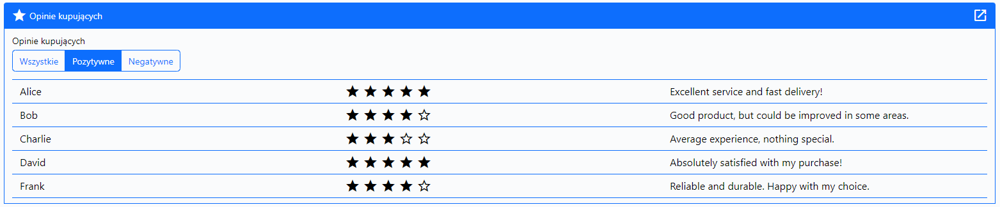 Opinie kupujących
Opinie kupujących
Wszystkie Pozytywne Negatywne
Alice Excellent service and fast delivery!
Bob Good product, but could be improved in some areas.
Charlie Average experience, nothing special.
David Absolutely satisfied with my purchase!
Frank Reliable and durable. Happy with my choice.